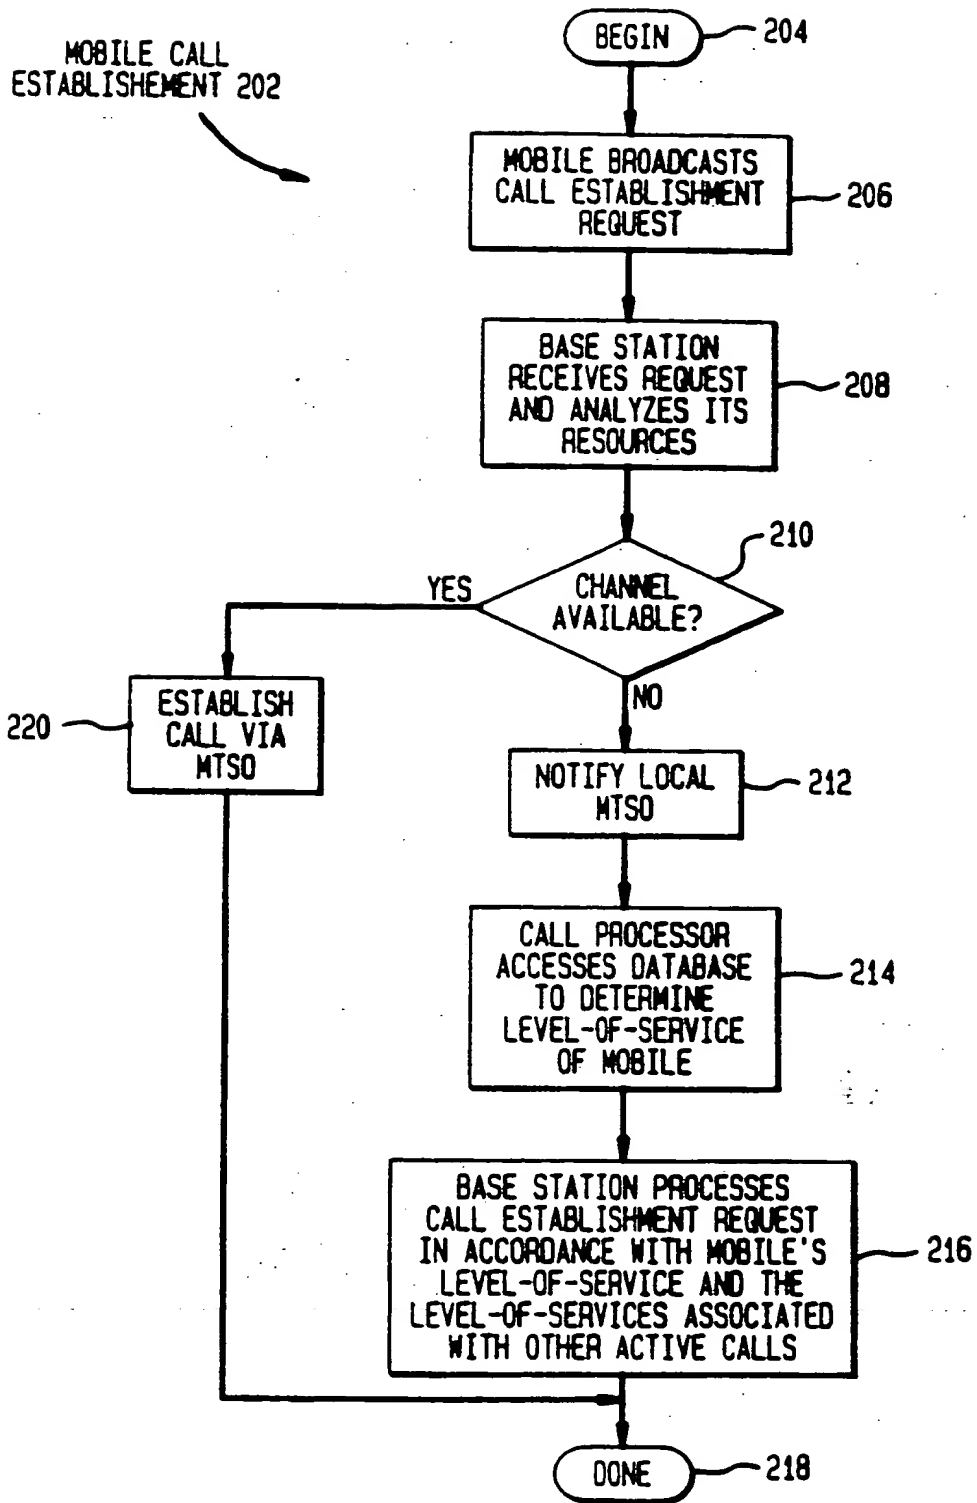 MOBILE CALL
ESTABLISHEMENT 202
BEGIN
204
MOBILE BROADCASTS
CALL ESTABLISHMENT
REQUEST
206
BASE STATION
RECEIVES REQUEST
AND ANALYZES ITS
RESOURCES
208
210
CHANNEL
AVAILABLE?
YES
NO
220
ESTABLISH
CALL VIA
MTSO
NOTIFY LOCAL
MTSO
212
CALL PROCESSOR
ACCESSES DATABASE
TO DETERMINE
LEVEL-OF-SERVICE
OF MOBILE
214
BASE STATION PROCESSES
CALL ESTABLISHMENT REQUEST
IN ACCORDANCE WITH MOBILE'S
LEVEL-OF-SERVICE AND THE
LEVEL-OF-SERVICES ASSOCIATED
WITH OTHER ACTIVE CALLS
216
DONE
218